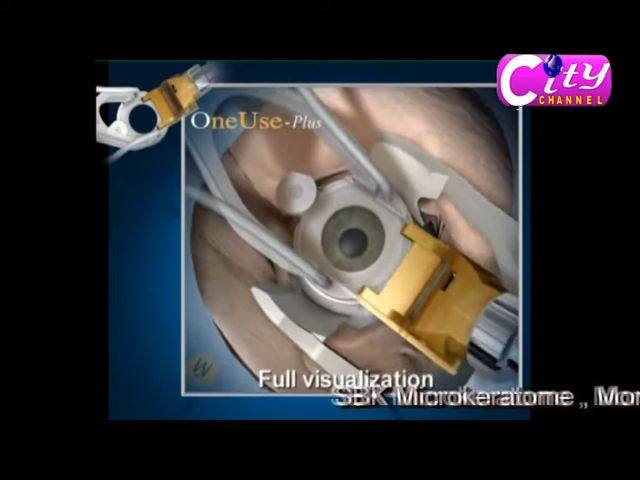 City
CHANNEL
OneUse-Plus
Full visualization
SBK Microkeratome ,, Mor